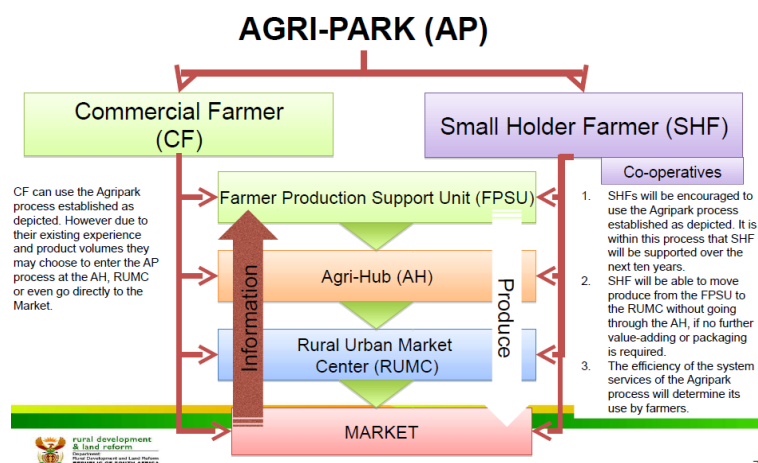 AGRI-PARK (AP)
Commercial Farmer
(CF)
Small Holder Farmer (SHF)
Co-operatives
CF can use the Agripark
process established as
depicted. However due to
their existing experience
and product volumes they
may choose to enter the AP
process at the AH, RUMC
or even go directly to the
Market.
Farmer Production Support Unit (FPSU)
Agri-Hub (AH)
Rural Urban Market
Center (RUMC)
MARKET
Information
Produce
1. SHFs will be encouraged to
use the Agripark process
established as depicted. It is
within this process that SHF
will be supported over the
next ten years.
2. SHF will be able to move
produce from the FPSU to
the RUMC without going
through the AH, if no further
value-adding or packaging
is required.
3. The efficiency of the system
services of the Agripark
process will determine its
use by farmers.
rural development
& land reform
Department:
Rural Development and Land Reform
REPUBLIC OF SOUTH AFRICA